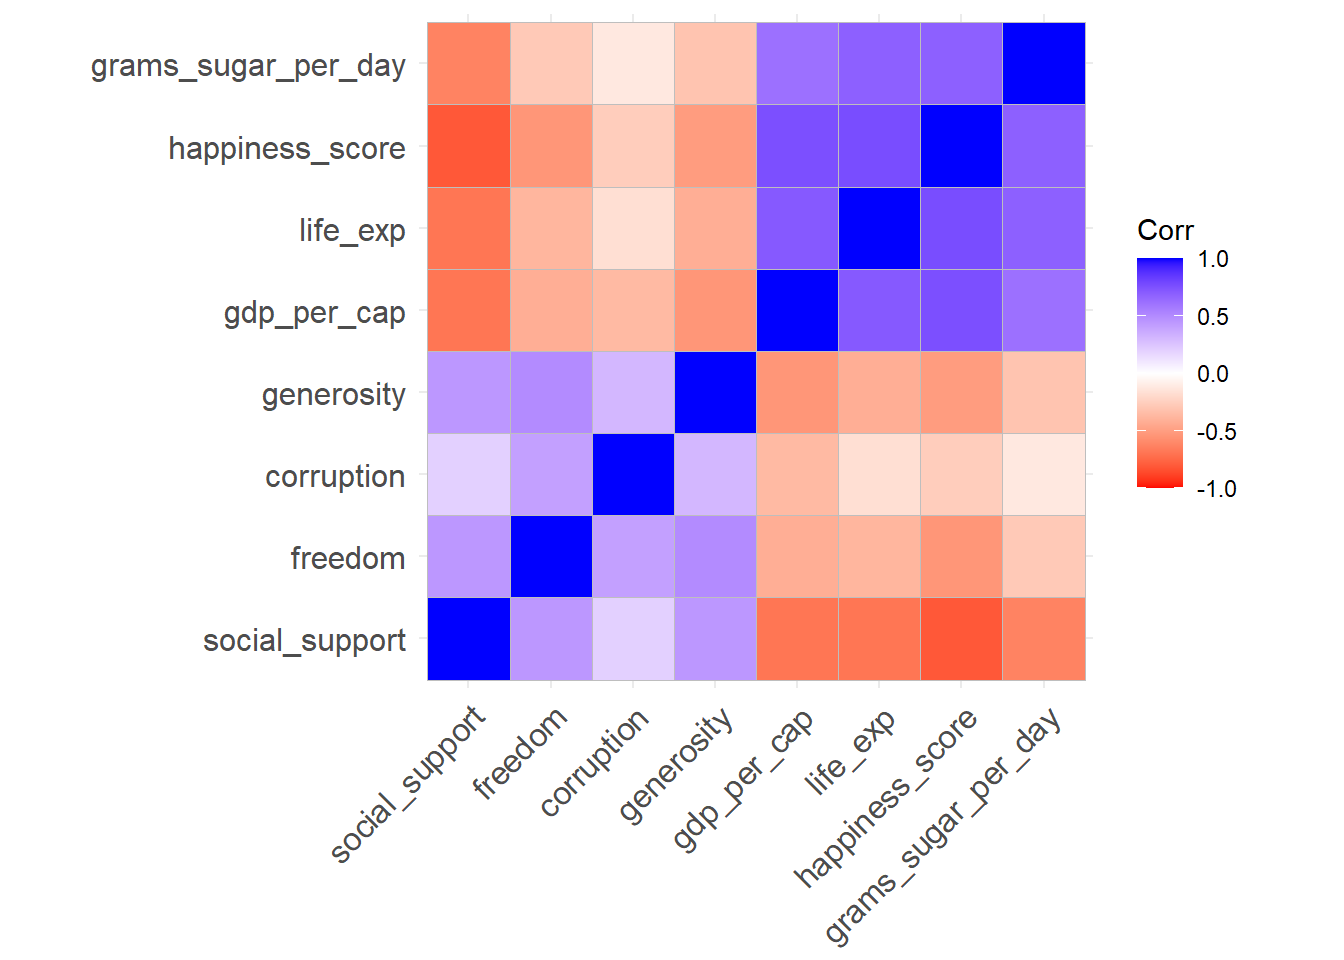 grams_sugar_per_day
happiness_score
life_exp
gdp_per_cap
generosity
corruption
freedom
social_support
social_support
freedom
corruption
generosity
gdp_per_cap
life_exp
happiness_score
grams_sugar_per_day
Corr
1.0
0.5
0.0
-0.5
-1.0